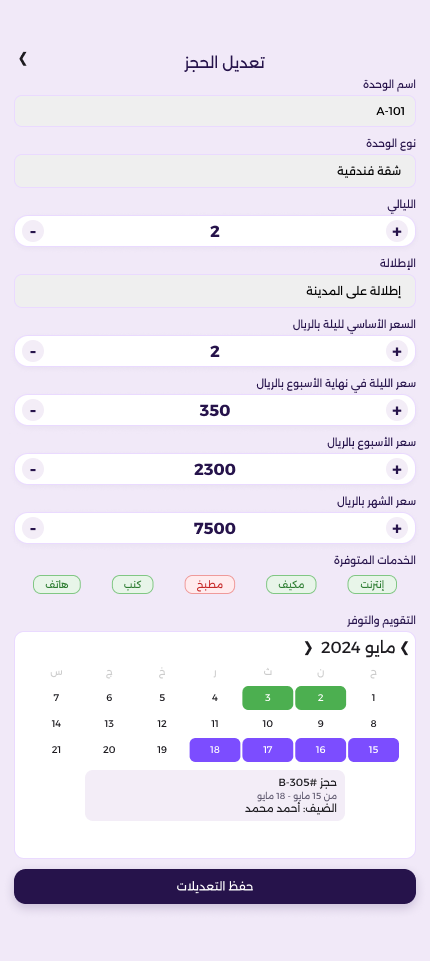 تعديل الحجز ❮
اسم الوحدة
A-101
نوع الوحدة
شقة فندقية
الليالي
+ 2 -
الإطلالة
إطلالة على المدينة
السعر الأساسي لليلة بالريال
+ 2 -
سعر الليلة في نهاية الأسبوع بالريال
+ 350 -
سعر الأسبوع بالريال
+ 2300 -
سعر الشهر بالريال
+ 7500 -
الخدمات المتوفرة
إنترنت مكيف مطبخ كنب هاتف
التقويم والتوفر
❮ مايو 2024 ❯
ح ن ث ر خ ج س
1 2 3 4 5 6 7
8 9 10 11 12 13 14
15 16 17 18 19 20 21
حجز #B-305
من 15 مايو - 18 مايو
الضيف: أحمد محمد
حفظ التعديلات